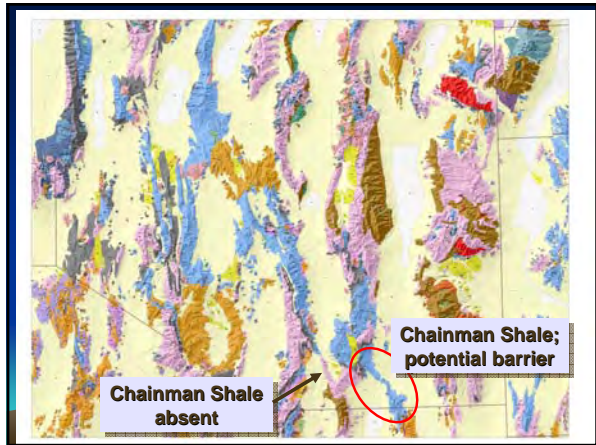 Chainman Shale;
potential barrier
Chainman Shale
absent